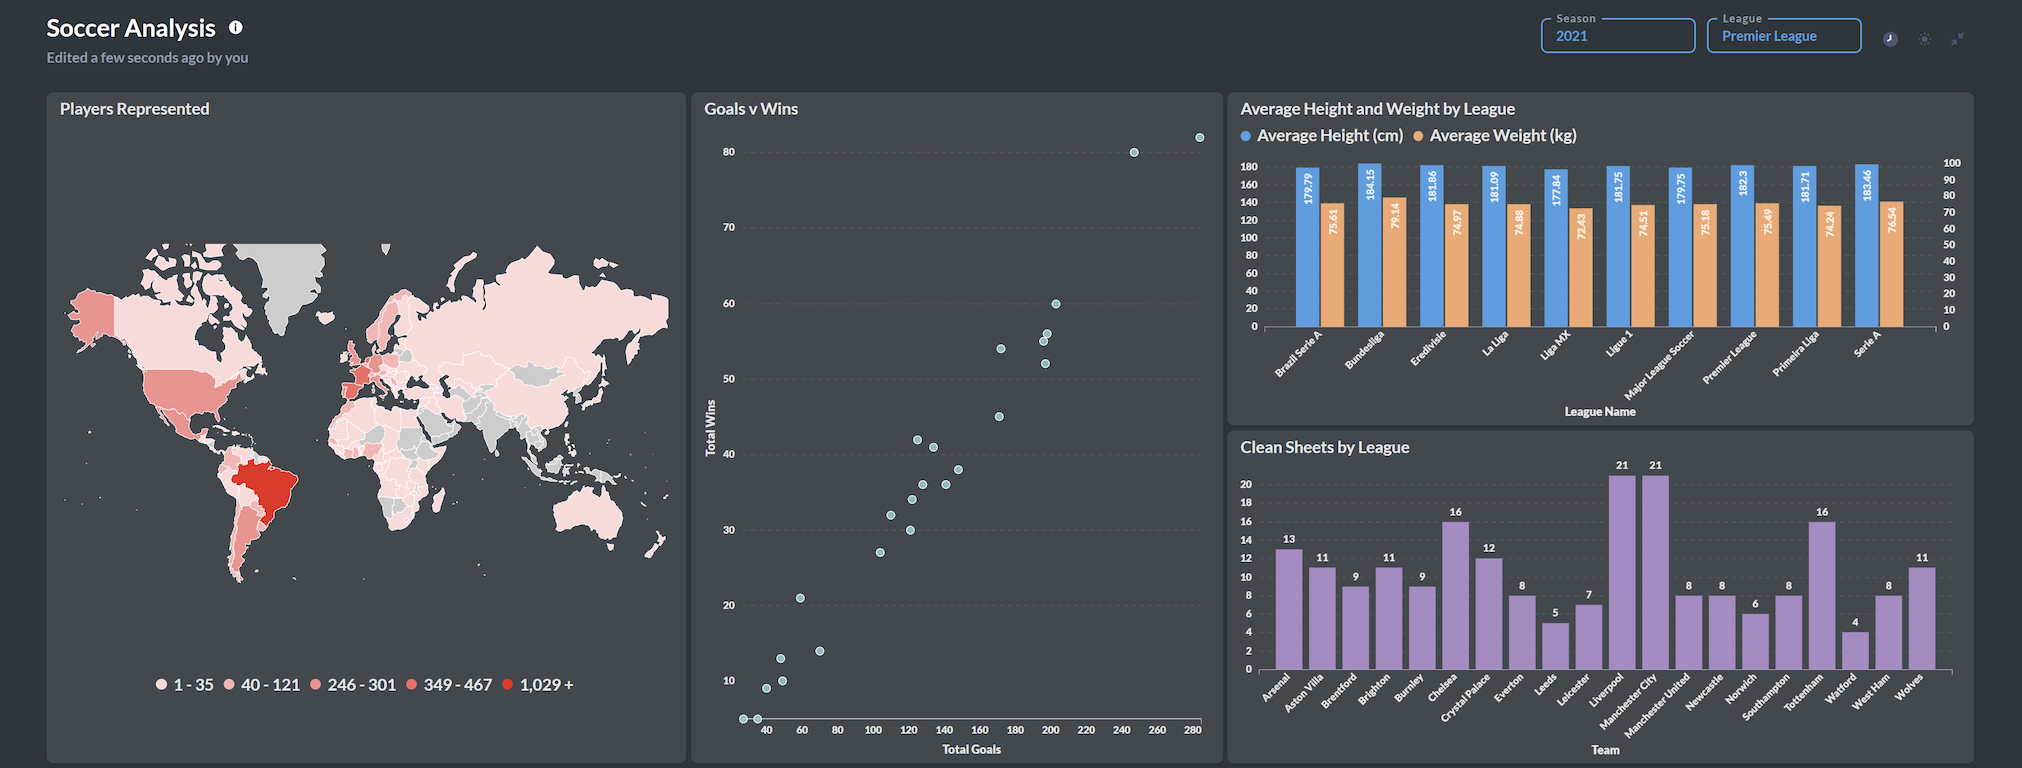 Soccer Analysis
Edited a few seconds ago by you
Season
2021
League
Premier League
Players Represented
1 - 35
40 - 121
246 - 301
349 - 467
1,029 +
Goals v Wins
80
70
60
50
40
30
20
10
Total Wins
40 60 80 100 120 140 160 180 200 220 240 260 280
Total Goals
Average Height and Weight by League
Average Height (cm) Average Weight (kg)
180
160
140
120
100
80
60
40
20
0
100
90
80
70
60
50
40
30
20
10
0
179.79 75.61
184.15 79.14
181.86 74.97
181.09 74.88
177.84 72.43
181.75 74.51
179.75 75.18
182.3 75.49
181.71 74.24
183.46 76.54
Brazil Serie A
Bundesliga
Eredivisie
La Liga
Liga MX
Ligue 1
Major League Soccer
Premier League
Primeira Liga
Serie A
League Name
Clean Sheets by League
20
18
16
14
12
10
8
6
4
2
0
13 11 9 11 9 16 12 8 5 7 21 21 8 8 6 8 16 4 8 11
Arsenal
Aston Villa
Brentford
Brighton
Burnley
Chelsea
Crystal Palace
Everton
Leeds
Leicester
Liverpool
Manchester City
Manchester United
Newcastle
Norwich
Southampton
Tottenham
Watford
West Ham
Wolves
Team